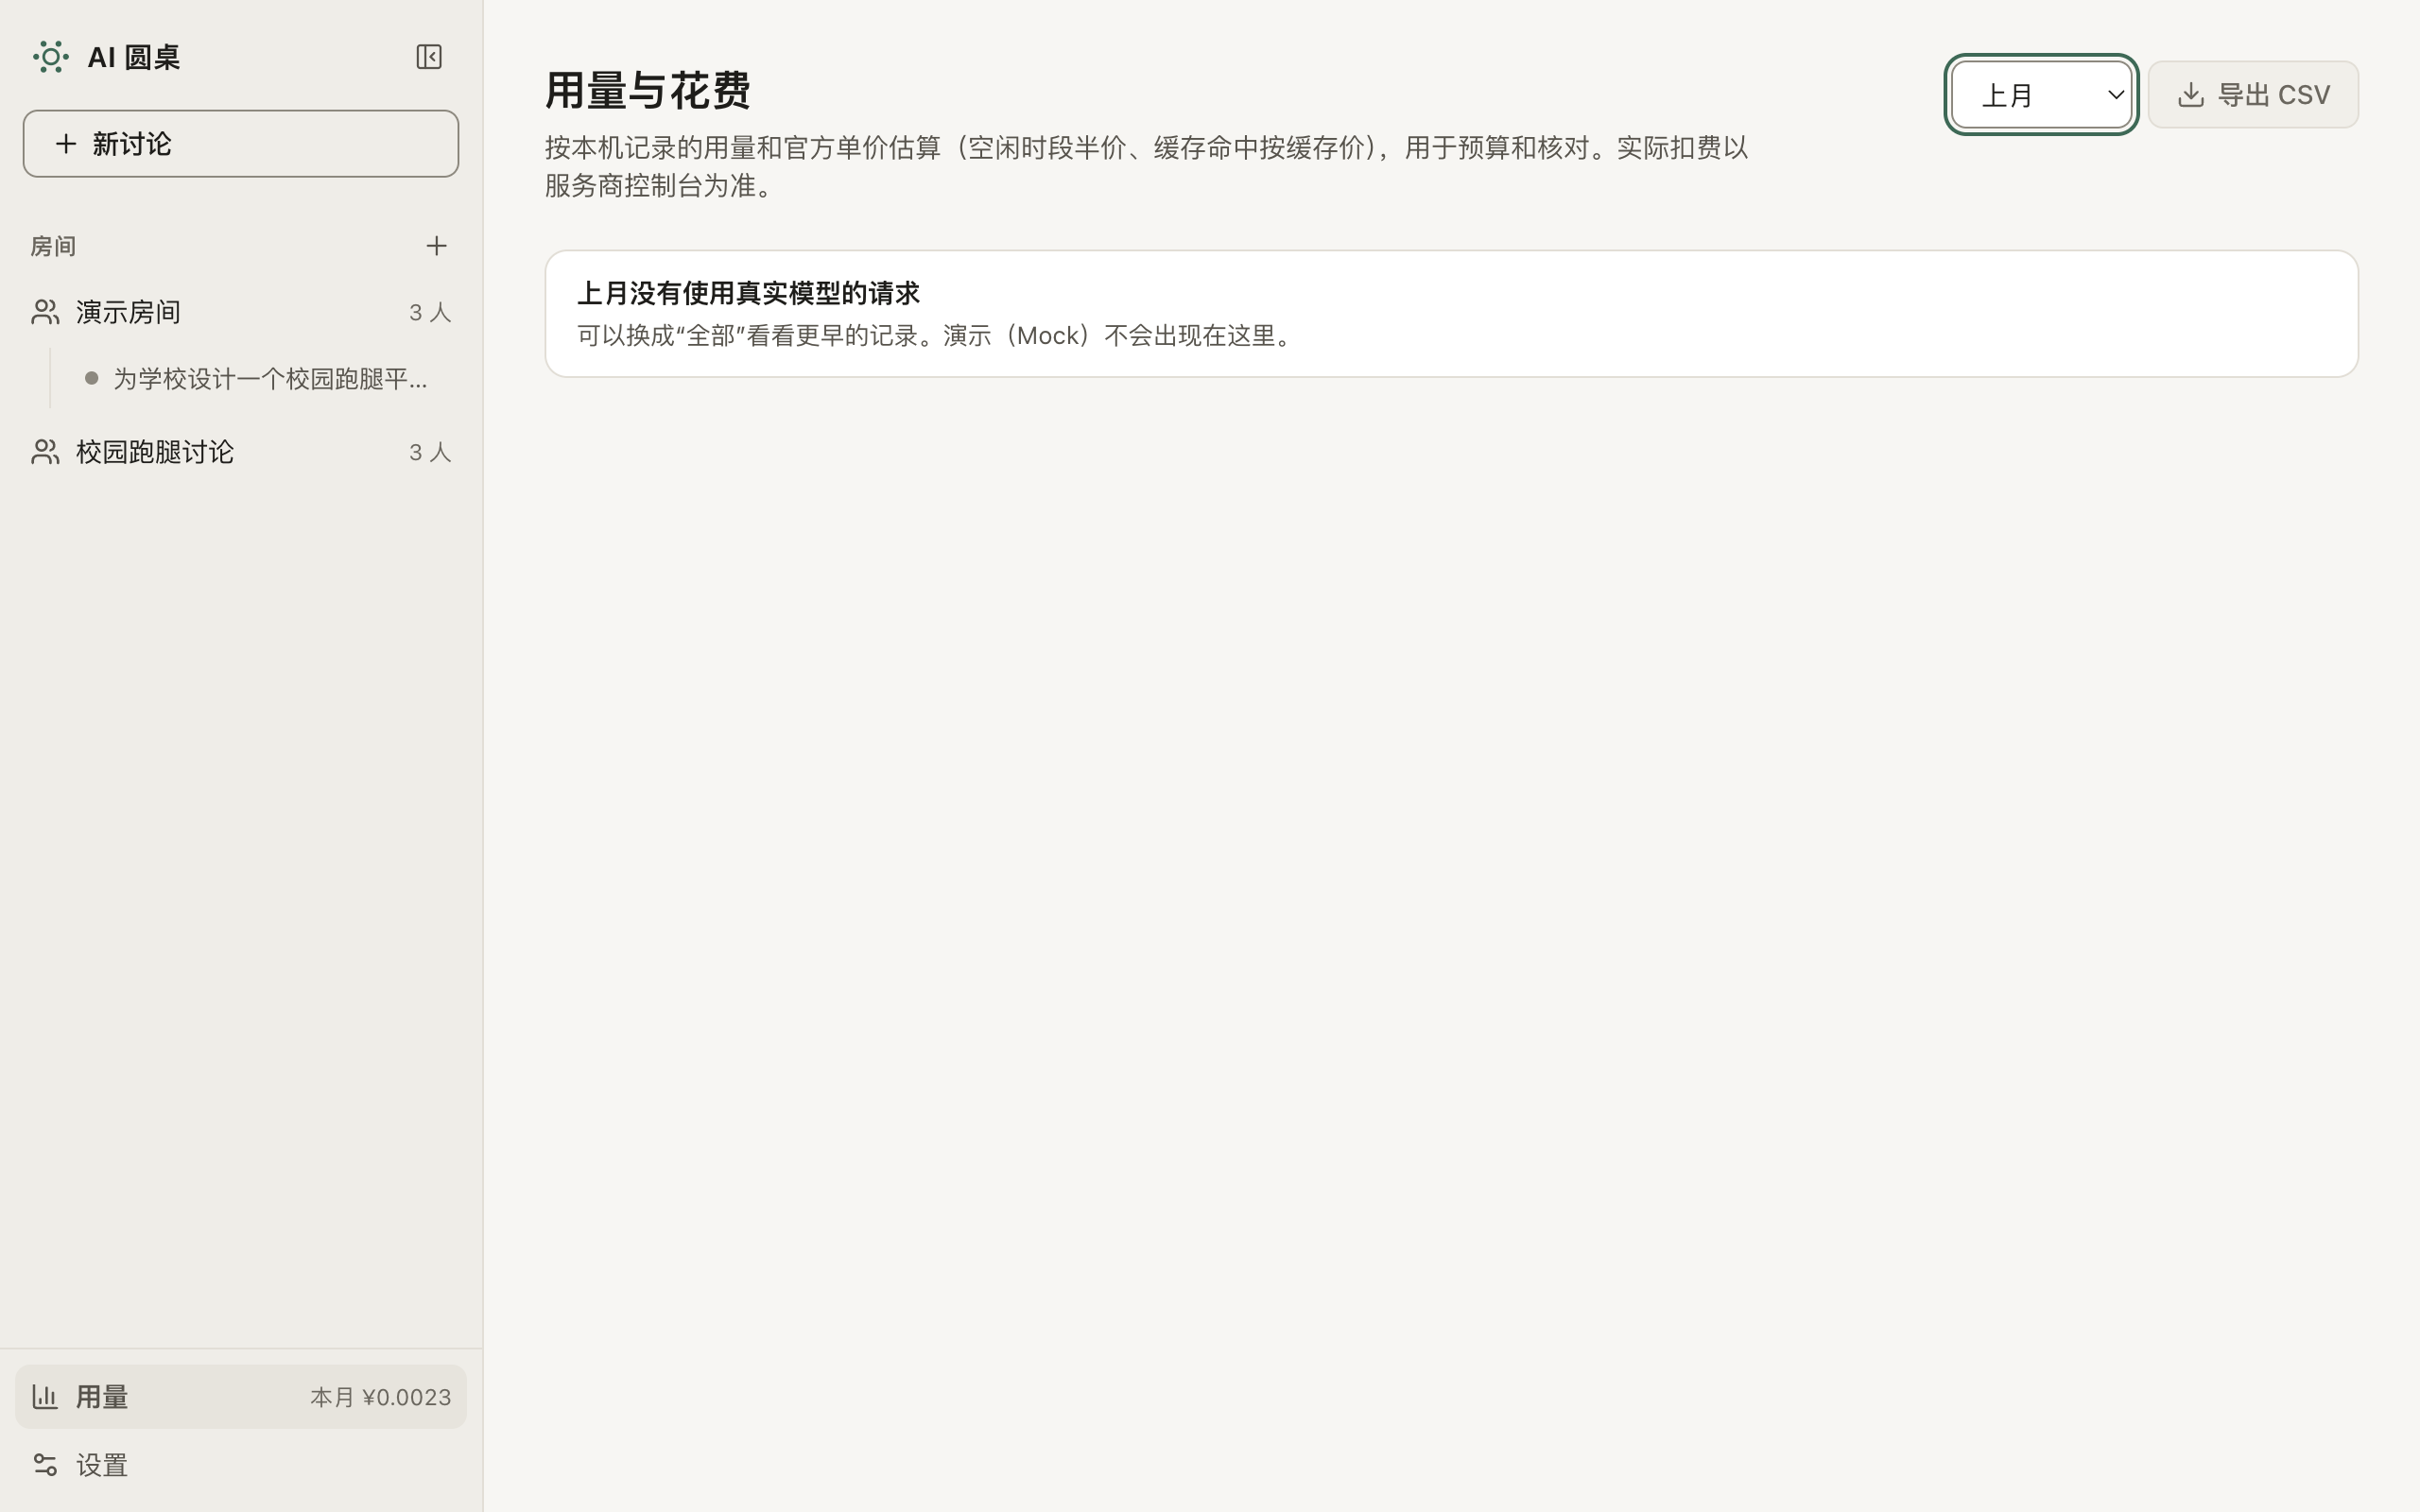 AI 圆桌
新讨论
房间
演示房间 3 人
为学校设计一个校园跑腿平...
校园跑腿讨论 3 人
用量 本月 ¥0.0023
设置
用量与花费
按本机记录的用量和官方单价估算（空闲时段半价、缓存命中按缓存价），用于预算和核对。实际扣费以
服务商控制台为准。
上月
导出 CSV
上月没有使用真实模型的请求
可以换成“全部”看看更早的记录。演示（Mock）不会出现在这里。